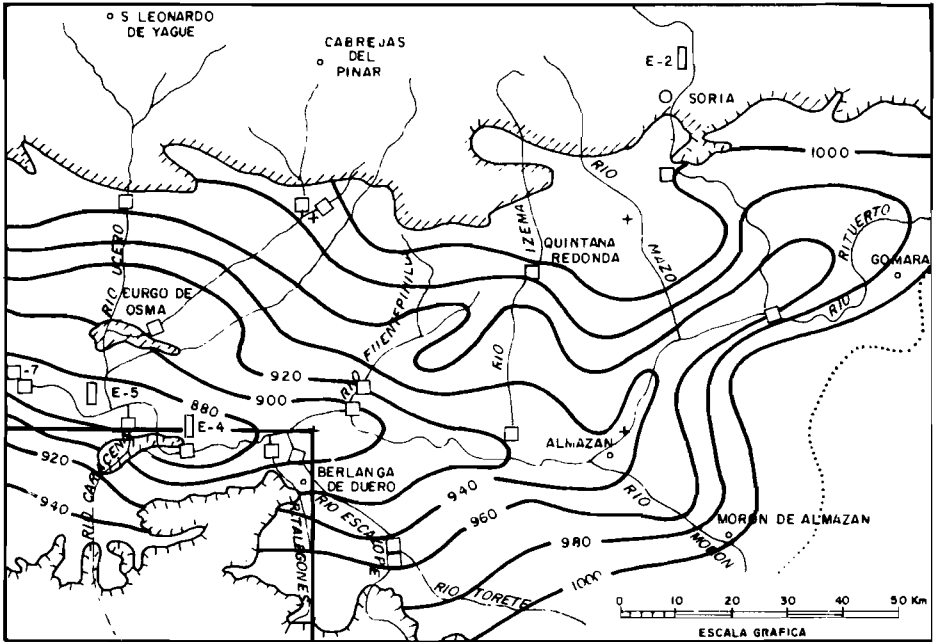 S LEONARDO
DE YAGUE
CABREJAS
DEL
PINAR
E-2
SORIA
1000
RIO
IZEMA
RIO UCERO
QUINTANA
REDONDA
MAZO
RITUERTO
GOMARA
RIO
BURGO DE
OSMA
RIO FUENTEPINILLA
RIO
920
900
-7
E-5
880
E-4
ALMAZAN
920
RIO CARACENA
BERLANGA
DE DUERO
940
940
RIO
960
RIO ESCALOTE
MORON DE ALMAZAN
980
MORON
R TALEGONES
1000
RIO TORETE
0 10 20 30 40 50 Km
ESCALA GRAFICA